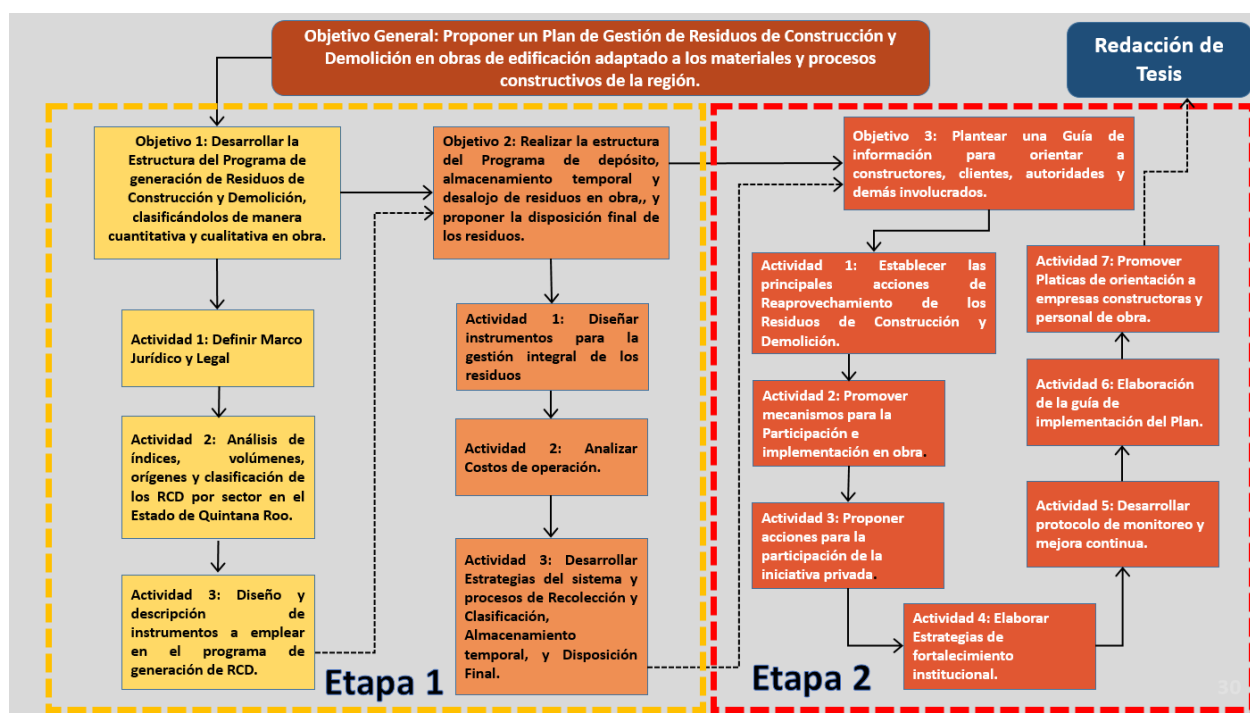 Objetivo General: Proponer un Plan de Gestión de Residuos de Construcción y
Demolición en obras de edificación adaptado a los materiales y procesos
constructivos de la región.
Redacción de
Tesis
Objetivo 1: Desarrollar la
Estructura del Programa de
generación de Residuos de
Construcción y Demolición,
clasificándolos de manera
cuantitativa y cualitativa en obra.
Actividad 1: Definir Marco
Jurídico y Legal
Actividad 2: Análisis de
índices, volúmenes,
orígenes y clasificación de
los RCD por sector en el
Estado de Quintana Roo.
Actividad 3: Diseño y
descripción de
instrumentos a emplear
en el programa de
generación de RCD.
Objetivo 2: Realizar la estructura
del Programa de depósito,
almacenamiento temporal y
desalojo de residuos en obra,, y
proponer la disposición final de
los residuos.
Actividad 1: Diseñar
instrumentos para la
gestión integral de los
residuos
Actividad 2: Analizar
Costos de operación.
Actividad 3: Desarrollar
Estrategias del sistema y
procesos de Recolección y
Clasificación,
Almacenamiento
temporal, y Disposición
Final.
Etapa 1
Objetivo 3: Plantear una Guía de
información para orientar a
constructores, clientes, autoridades y
demás involucrados.
Actividad 1: Establecer las
principales acciones de
Reaprovechamiento de los
Residuos de Construcción y
Demolición.
Actividad 2: Promover
mecanismos para la
Participación e
implementación en obra.
Actividad 3: Proponer
acciones para la
participación de la
iniciativa privada.
Actividad 4: Elaborar
Estrategias de
fortalecimiento
institucional.
Actividad 5: Desarrollar
protocolo de monitoreo y
mejora continua.
Actividad 6: Elaboración
de la guía de
implementación del Plan.
Actividad 7: Promover
Platicas de orientación a
empresas constructoras y
personal de obra.
Etapa 2
30